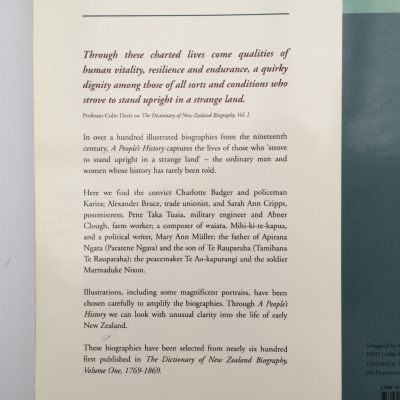 Through these charted lives come qualities of
human vitality, resilience and endurance, a quirky
dignity among those of all sorts and conditions who
strove to stand upright in a strange land.
Professor Colin Davis on The Dictionary of New Zealand Biography, Vol. I.
In over a hundred illustrated biographies from the nineteenth
century, A People's History captures the lives of those who 'strove
to stand upright in a strange land' – the ordinary men and
women whose history has rarely been told.
Here we find the convict Charlotte Badger and policeman
Karira; Alexander Bruce, trade unionist, and Sarah Ann Cripps,
postmistress; Pene Taka Tuaia, military engineer and Abner
Clough, farm worker; a composer of waiata, Mihi-ki-te-kapua,
and a political writer, Mary Ann Müller; the father of Apirana
Ngata (Paratene Ngata) and the son of Te Rauparaha (Tamihana
Te Rauparaha); the peacemaker Te Ao-kapurangi and the soldier
Marmaduke Nixon.
Illustrations, including some magnificent portraits, have been
chosen carefully to amplify the biographies. Through A People's
History we can look with unusual clarity into the life of early
New Zealand.
These biographies have been selected from nearly six hundred
first published in The Dictionary of New Zealand Biography,
Volume One, 1769-1869.
Designed by
ISBN 0 908
Published by
the Departme
ISBN 0